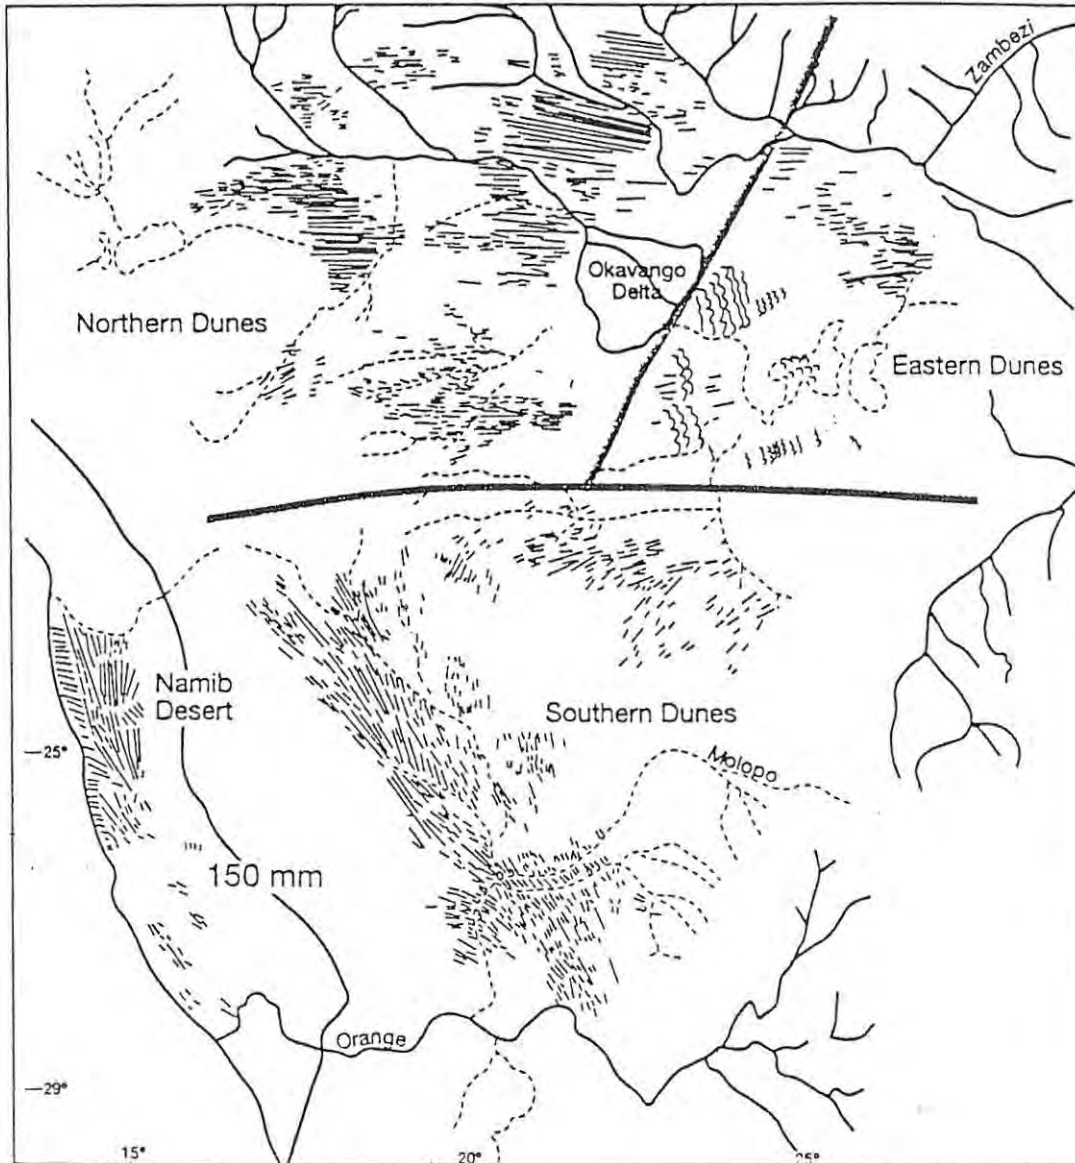 Zambezi
Okavango
Delta
Northern Dunes
Eastern Dunes
Namib
Desert
Southern Dunes
—25°
Molopo
150 mm
Orange
—29°
15°
20°
25°